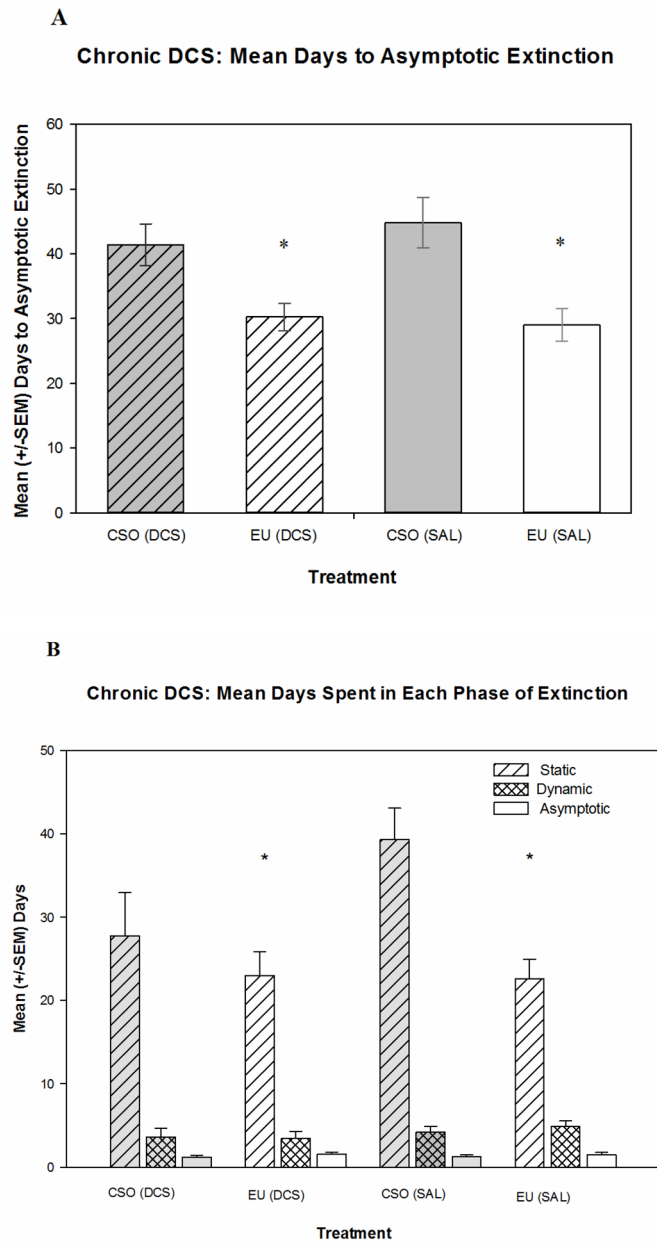 A
Chronic DCS: Mean Days to Asymptotic Extinction
Mean (+/-SEM) Days to Asymptotic Extinction
60
50
40
30
20
10
0
*
*
CSO (DCS)
EU (DCS)
CSO (SAL)
EU (SAL)
Treatment
B
Chronic DCS: Mean Days Spent in Each Phase of Extinction
Mean (+/-SEM) Days
50
40
30
20
10
0
Static
Dynamic
Asymptotic
*
*
CSO (DCS)
EU (DCS)
CSO (SAL)
EU (SAL)
Treatment